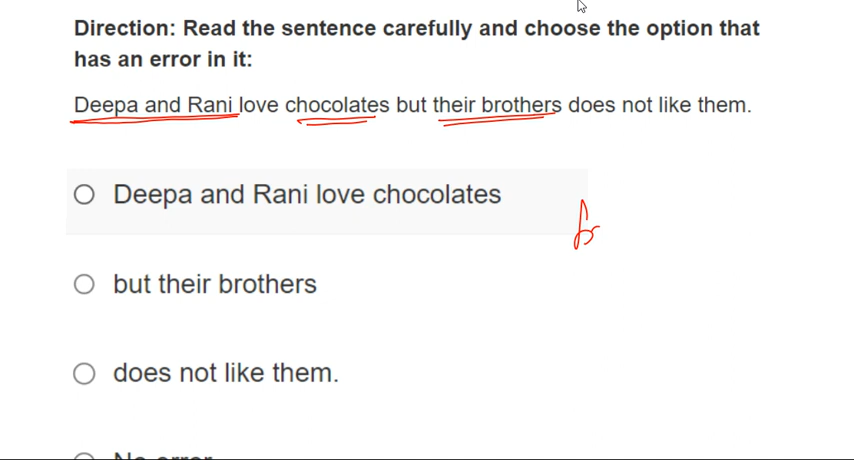 Direction: Read the sentence carefully and choose the option that
has an error in it:
Deepa and Rani love chocolates but their brothers does not like them.
Deepa and Rani love chocolates
but their brothers
does not like them.
No error